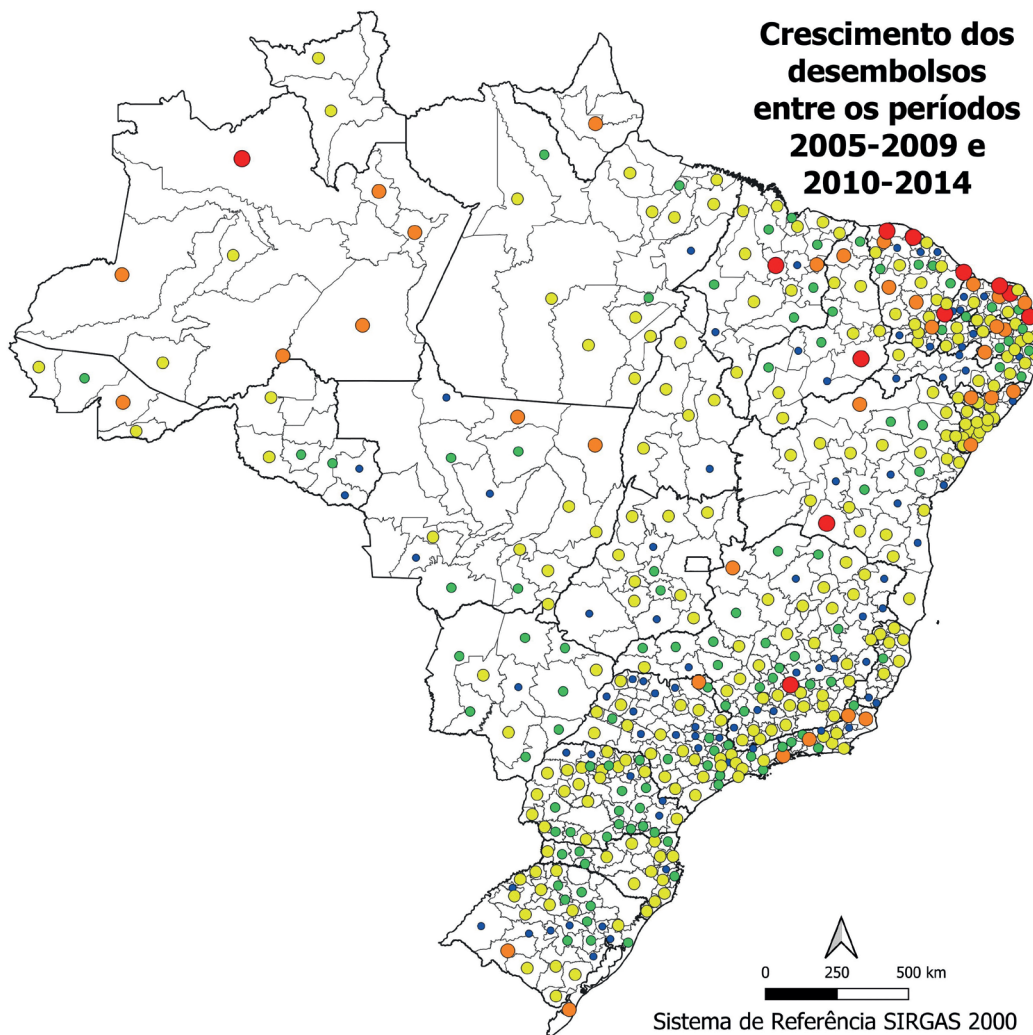 Crescimento dos
desembolsos
entre os períodos
2005-2009 e
2010-2014
0 250 500 km
Sistema de Referência SIRGAS 2000